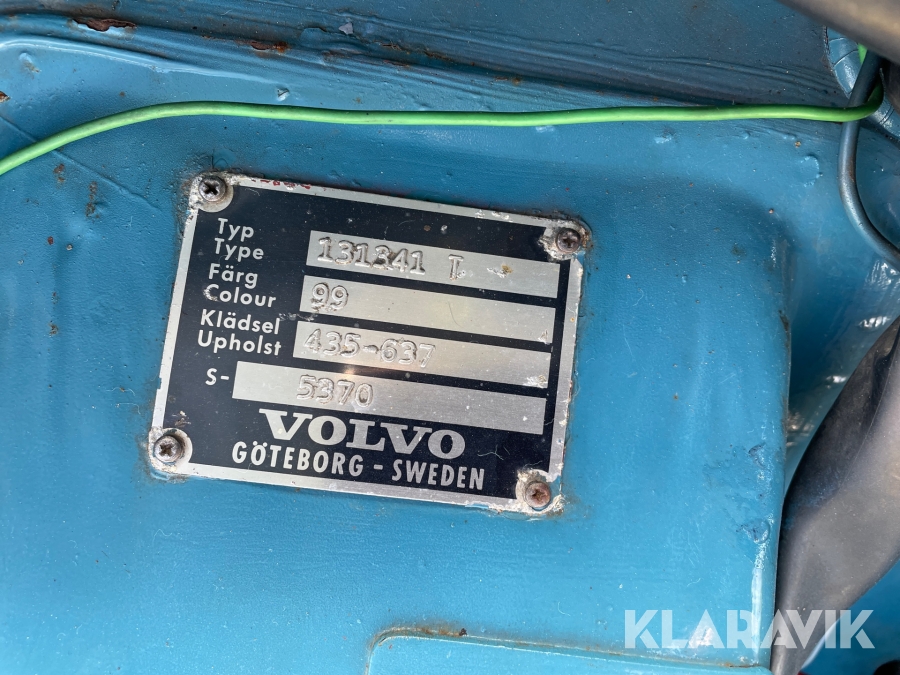 Typ
Type 131341 T
Färg
Colour 99
Klädsel
Upholst 435-637
S- 5370
VOLVO
GÖTEBORG - SWEDEN
KLARAVIK